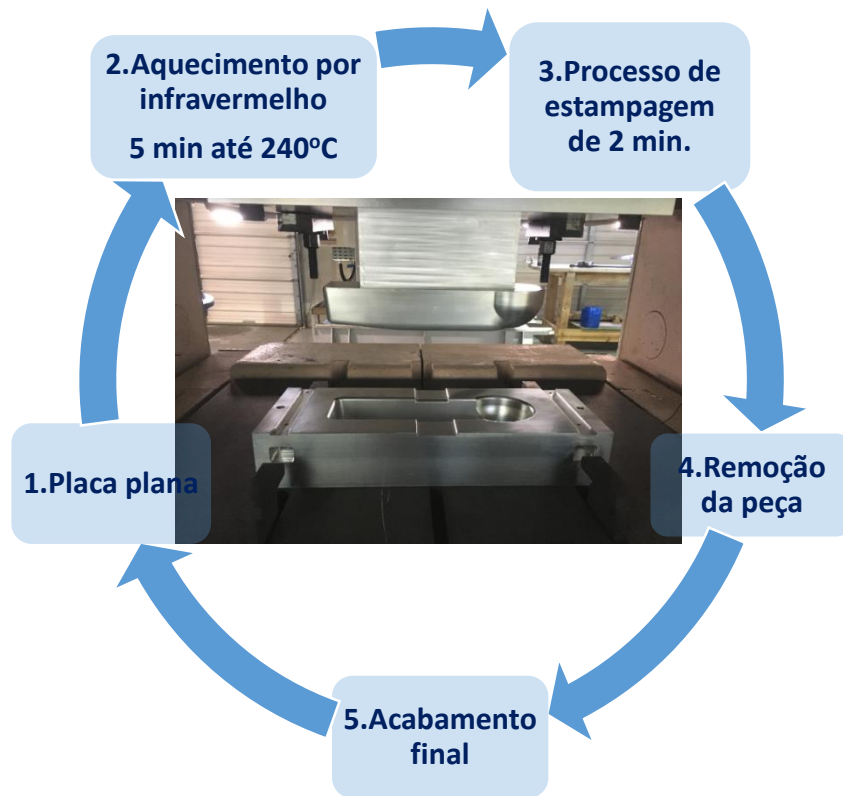 1.Placa plana
2.Aquecimento por
infravermelho
5 min até 240ºC
3.Processo de
estampagem
de 2 min.
4.Remoção
da peça
5.Acabamento
final